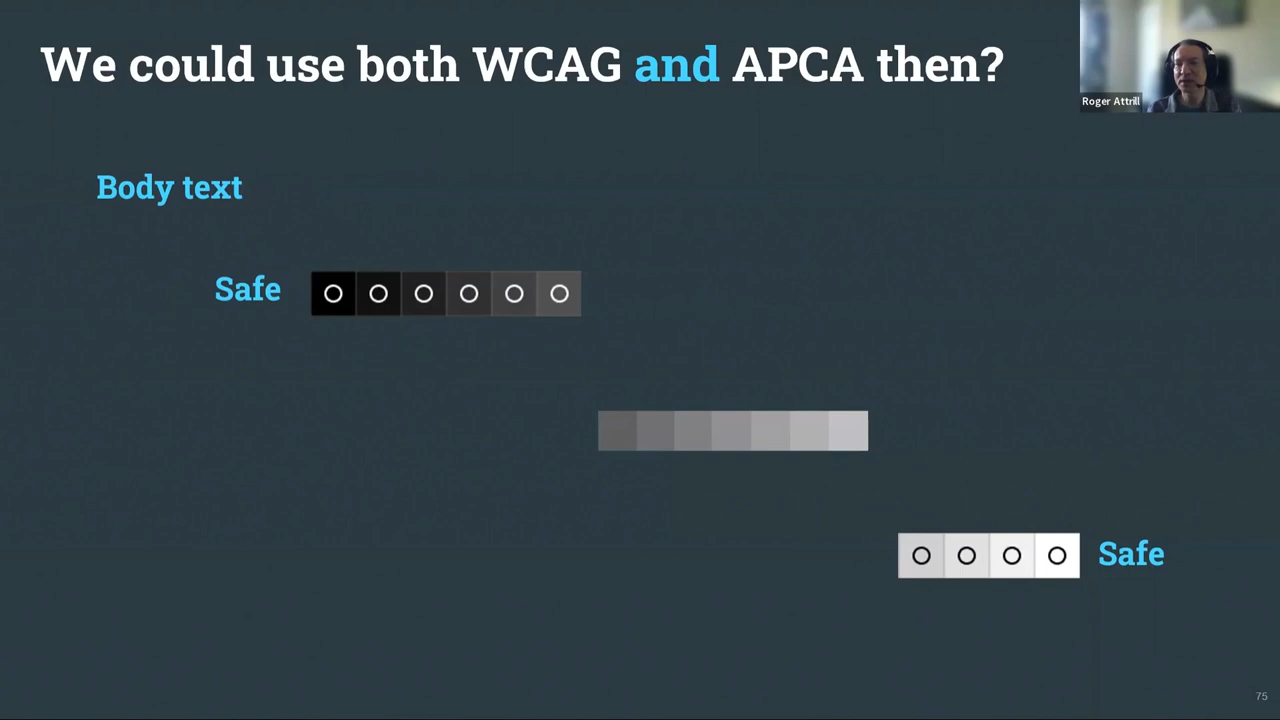 We could use both WCAG and APCA then?
Roger Attrill
Body text
Safe
Safe
75